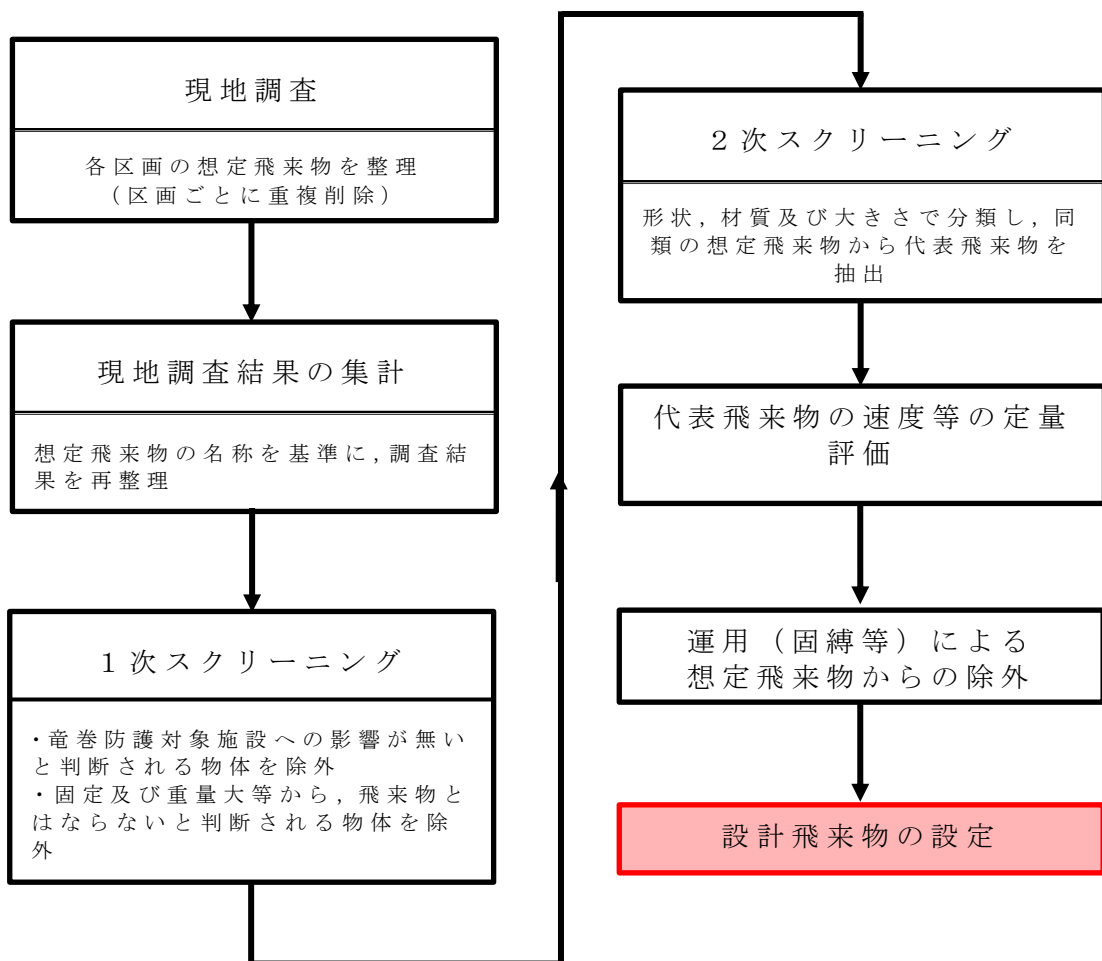 現地調査
各区画の想定飛来物を整理
（区画ごとに重複削除）
現地調査結果の集計
想定飛来物の名称を基準に,調査結
果を再整理
1次スクリーニング
・竜巻防護対象施設への影響が無い
と判断される物体を除外
・固定及び重量大等から,飛来物と
はならないと判断される物体を除
外
2次スクリーニング
形状,材質及び大きさで分類し,同
類の想定飛来物から代表飛来物を
抽出
代表飛来物の速度等の定量
評価
運用（固縛等）による
想定飛来物からの除外
設計飛来物の設定